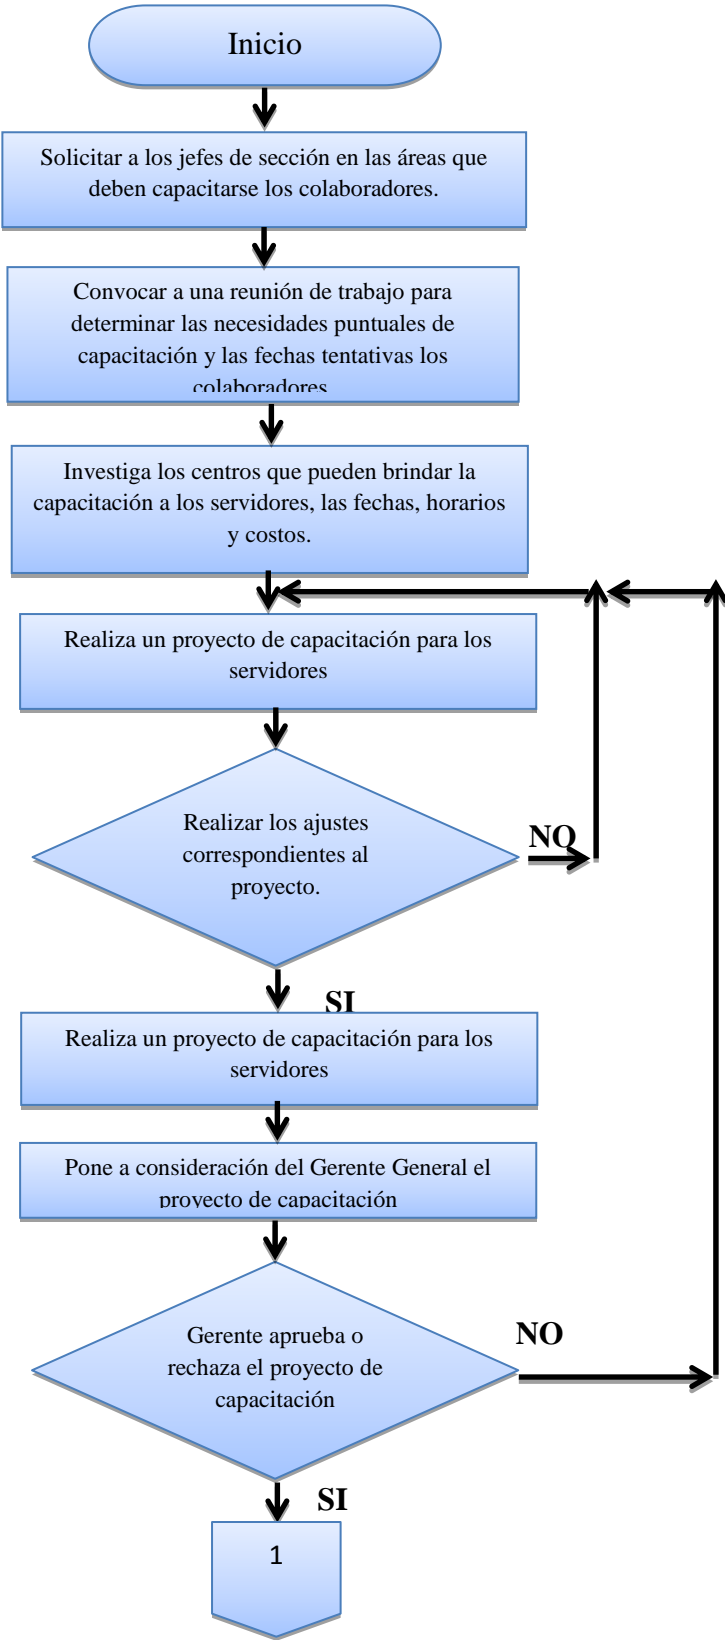 Inicio
Solicitar a los jefes de sección en las áreas que
deben capacitarse los colaboradores.
Convocar a una reunión de trabajo para
determinar las necesidades puntuales de
capacitación y las fechas tentativas los
colaboradores
Investiga los centros que pueden brindar la
capacitación a los servidores, las fechas, horarios
y costos.
Realiza un proyecto de capacitación para los
servidores
Realizar los ajustes
correspondientes al
proyecto.
NO
SI
Realiza un proyecto de capacitación para los
servidores
Pone a consideración del Gerente General el
proyecto de capacitación
Gerente aprueba o
rechaza el proyecto de
capacitación
NO
SI
1